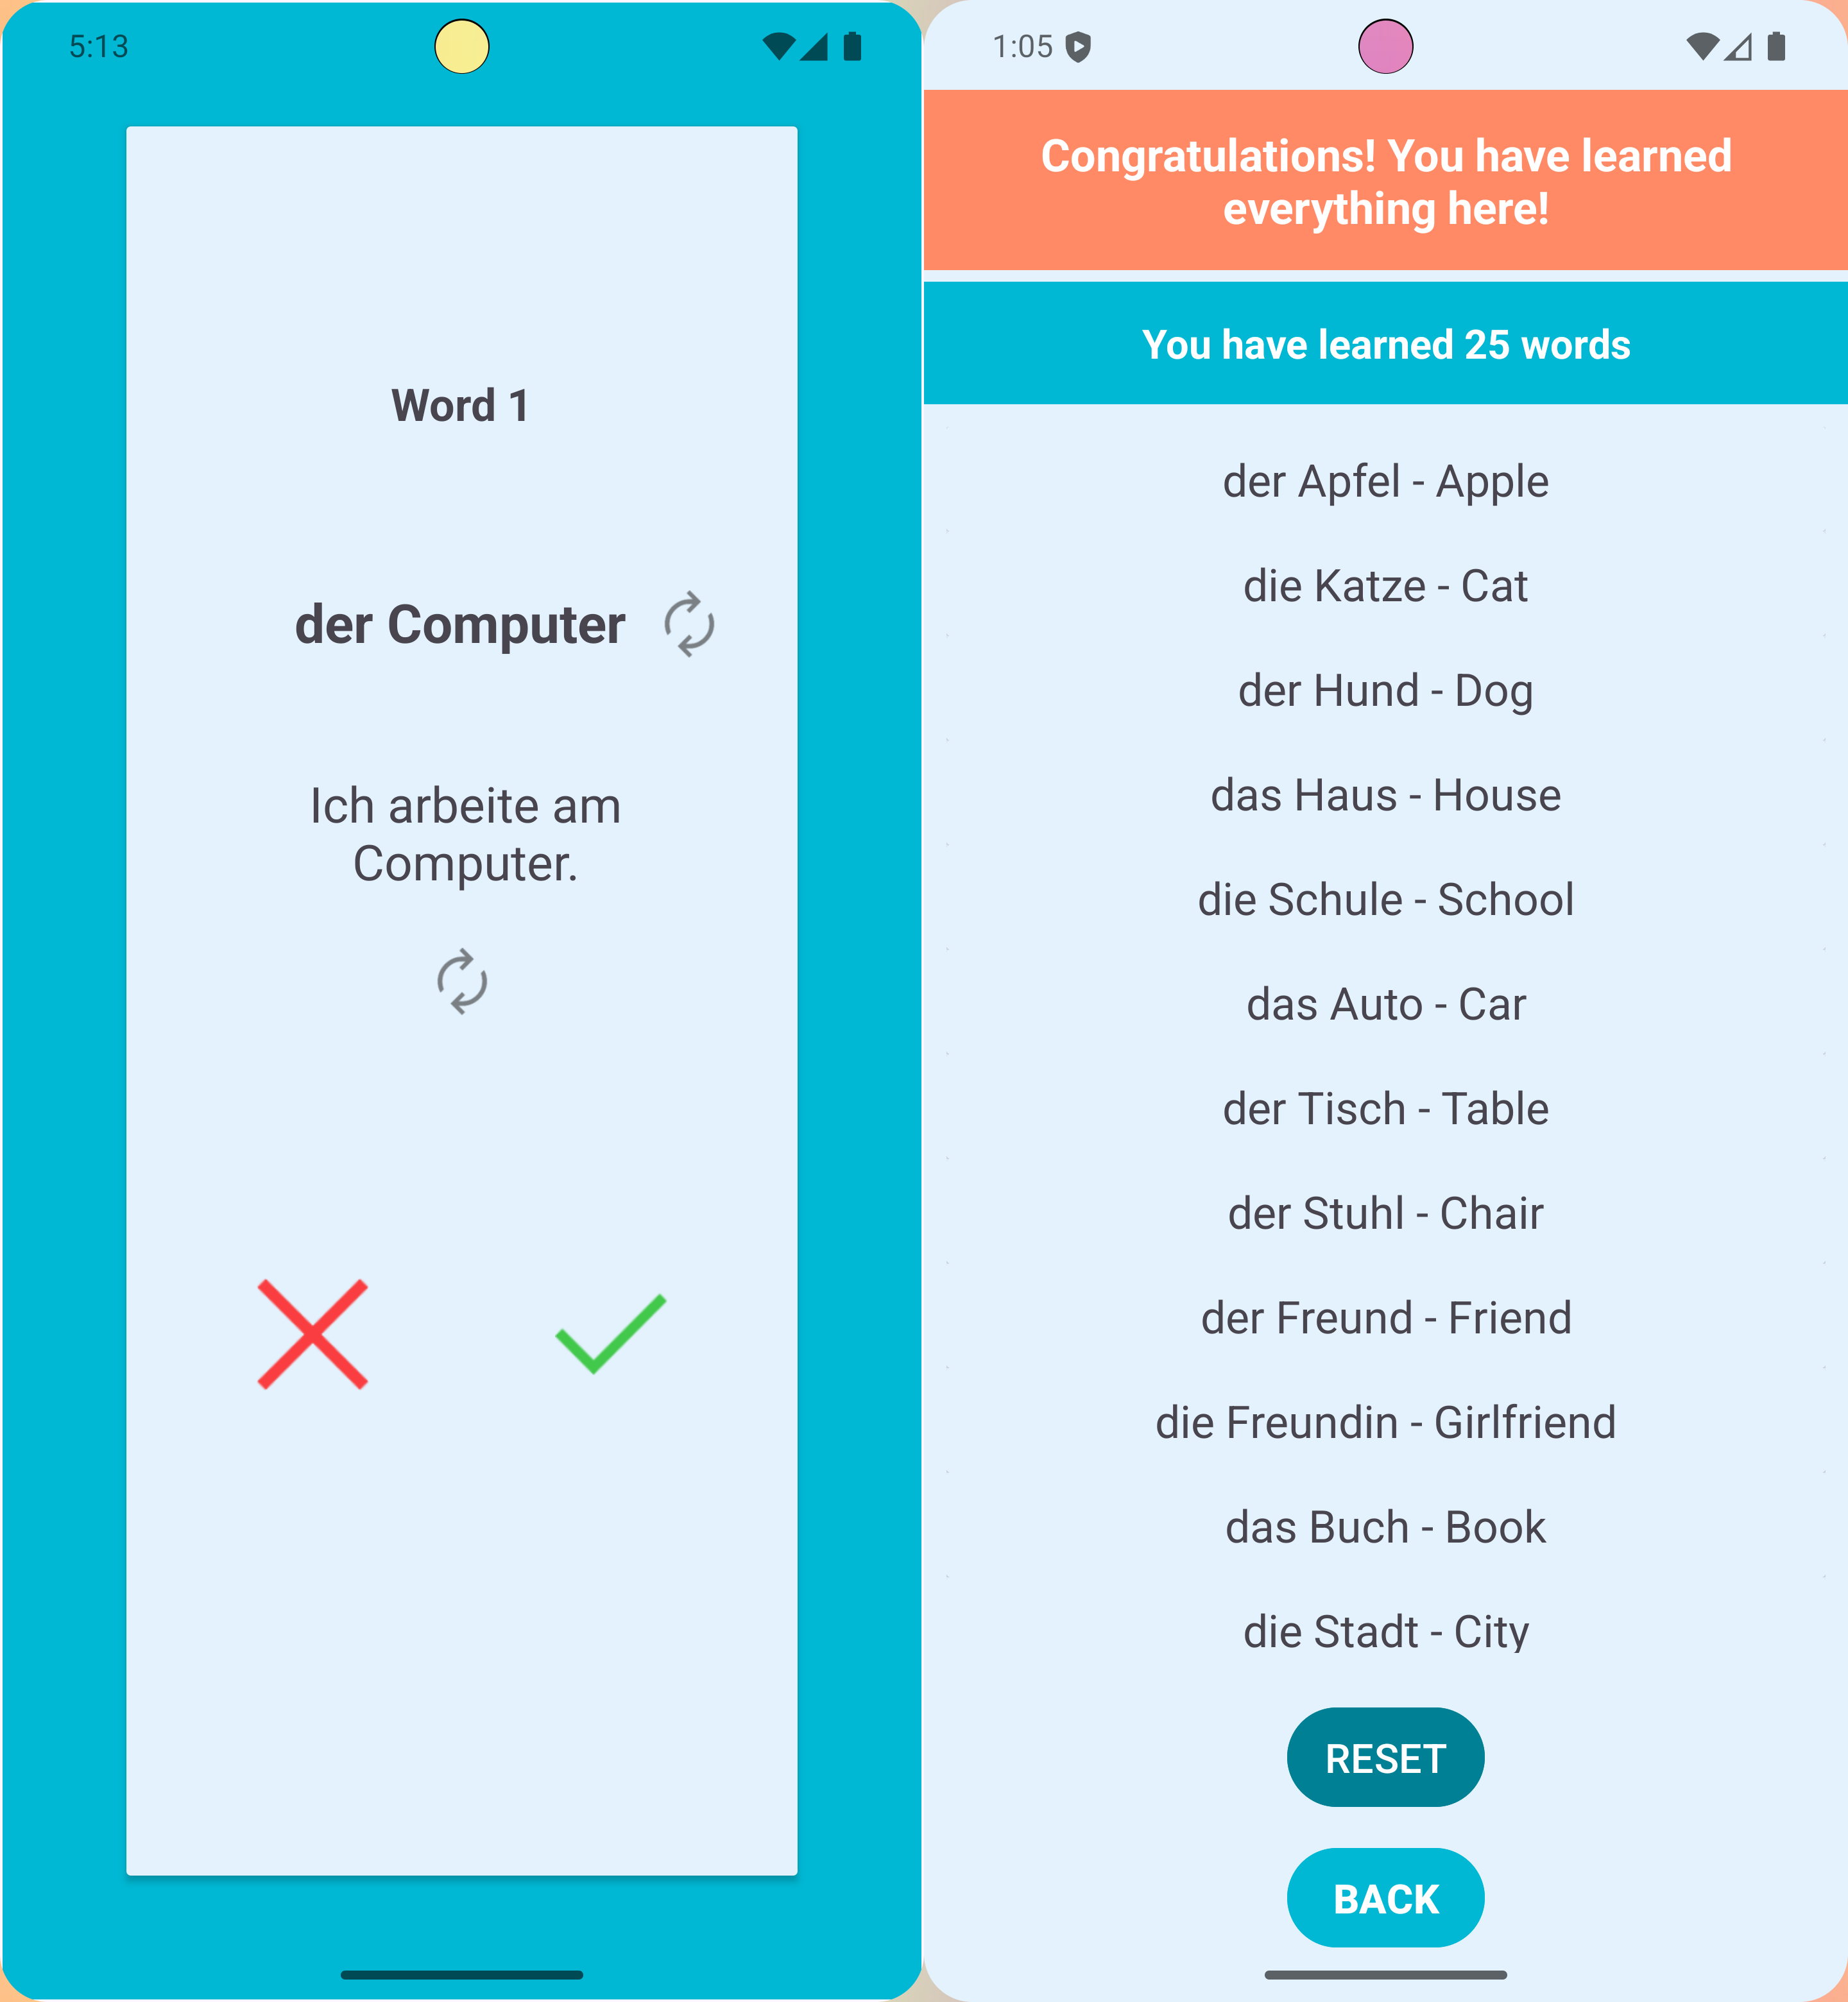 5:13
Word 1
der Computer
Ich arbeite am
Computer.
1:05
Congratulations! You have learned
everything here!
You have learned 25 words
der Apfel - Apple
die Katze - Cat
der Hund - Dog
das Haus - House
die Schule - School
das Auto - Car
der Tisch - Table
der Stuhl - Chair
der Freund - Friend
die Freundin - Girlfriend
das Buch - Book
die Stadt - City
RESET
BACK